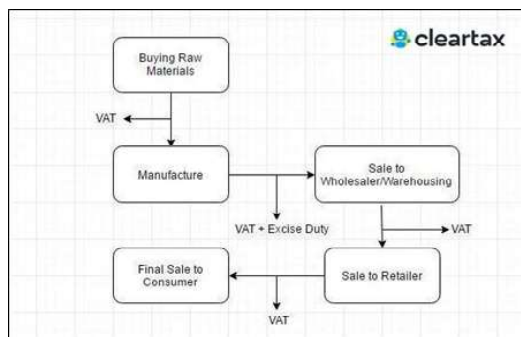 cleartax
Buying Raw
Materials
VAT
Manufacture
Sale to
Wholesaler/Warehousing
VAT + Excise Duty
VAT
Final Sale to
Consumer
Sale to Retailer
VAT